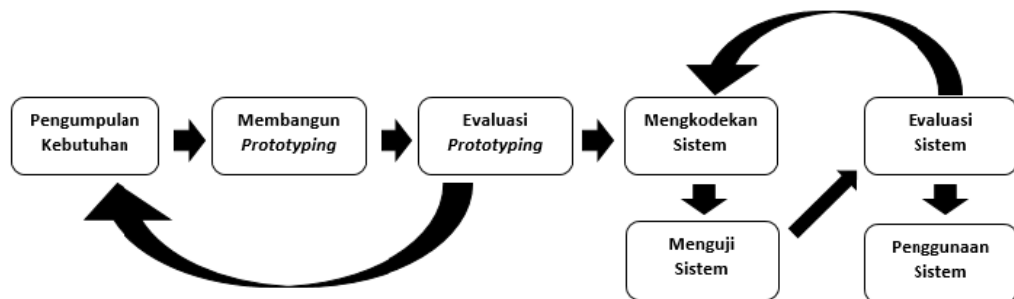 Pengumpulan
Kebutuhan
Membangun
Prototyping
Evaluasi
Prototyping
Mengkodekan
Sistem
Evaluasi
Sistem
Menguji
Sistem
Penggunaan
Sistem